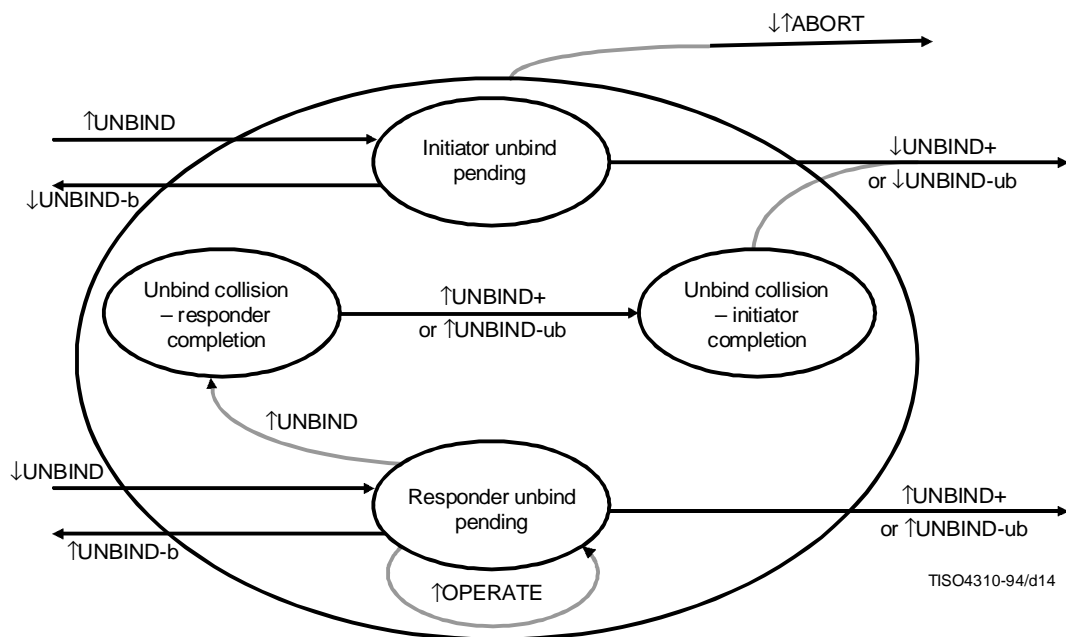 ↓↑ABORT
↑UNBIND
Initiator unbind
pending
↓UNBIND+
or ↓UNBIND-ub
↓UNBIND-b
Unbind collision
– responder
completion
↑UNBIND+
or ↑UNBIND-ub
Unbind collision
– initiator
completion
↑UNBIND
↓UNBIND
Responder unbind
pending
↑UNBIND+
or ↑UNBIND-ub
↑UNBIND-b
↑OPERATE
TISO4310-94/d14